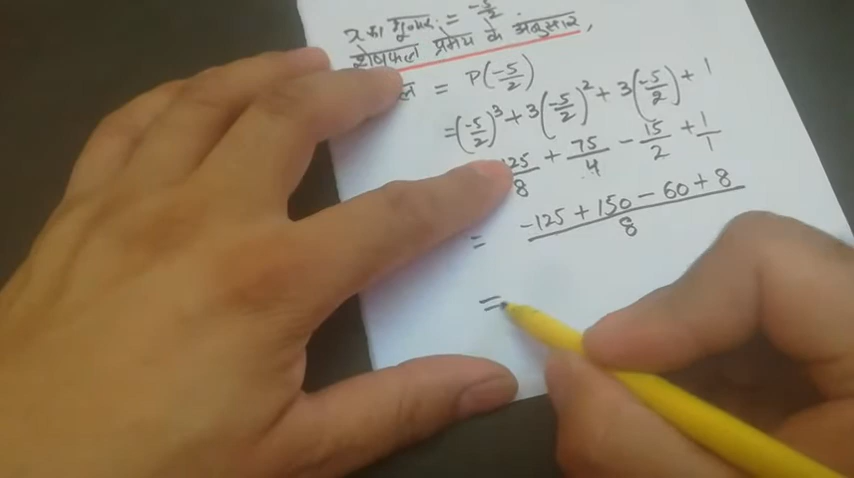 x का = -5/2.
शेषफल प्रमेय के अनुसार,
= P(-5/2)
= (-5/2)³ + 3(-5/2)² + 3(-5/2) + 1
125/8 + 75/4 - 15/2 + 1/1
= -125 + 150 - 60 + 8 / 8
=